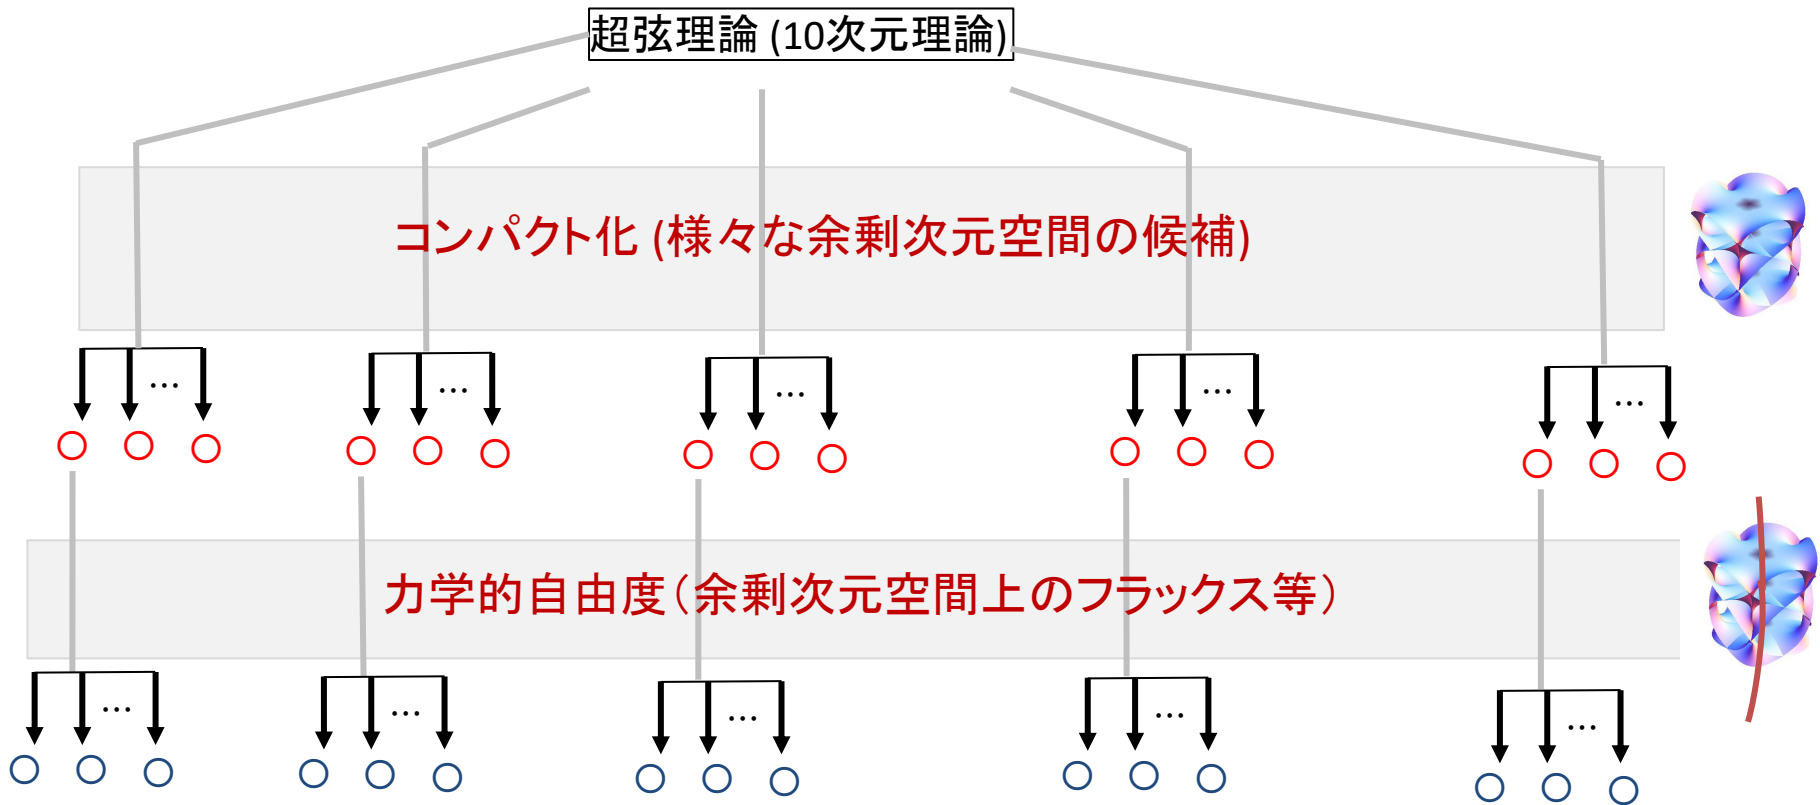 超弦理論 (10次元理論)
コンパクト化 (様々な余剰次元空間の候補)
… … … … …
力学的自由度（余剰次元空間上のフラックス等）
… … … … …